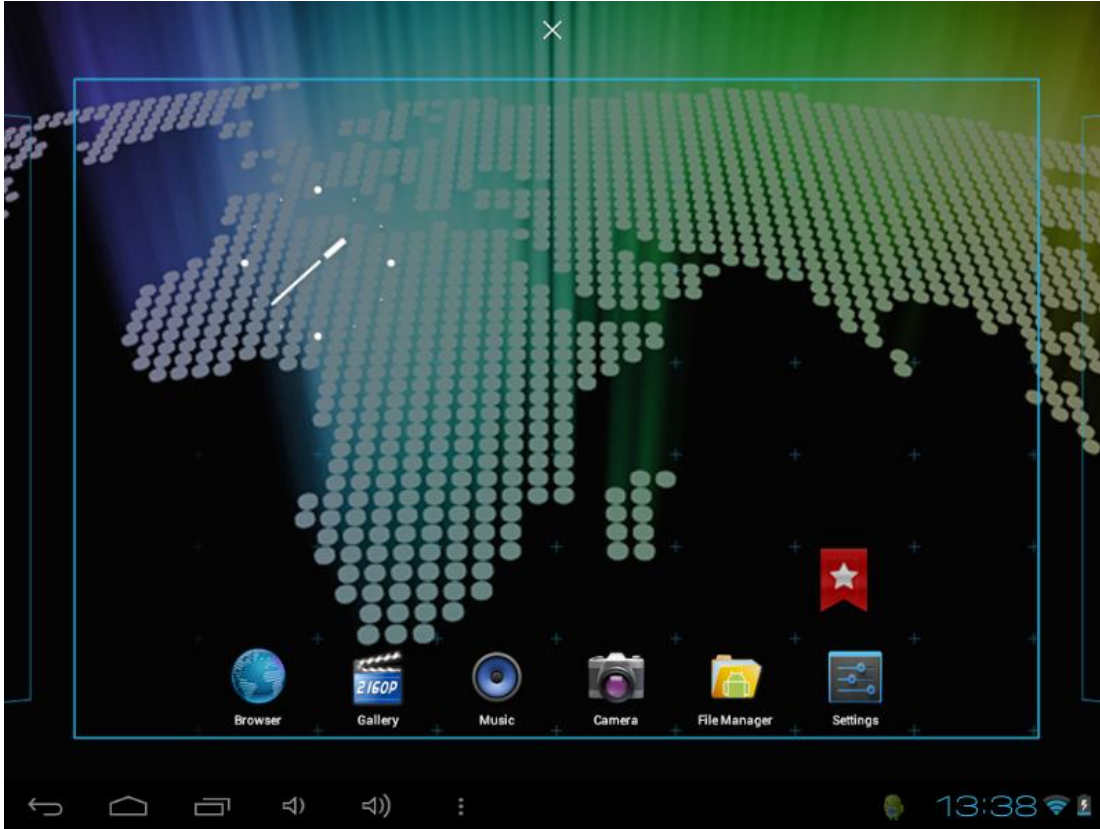 2160P
Browser
Gallery
Music
Camera
File Manager
Settings
13:38